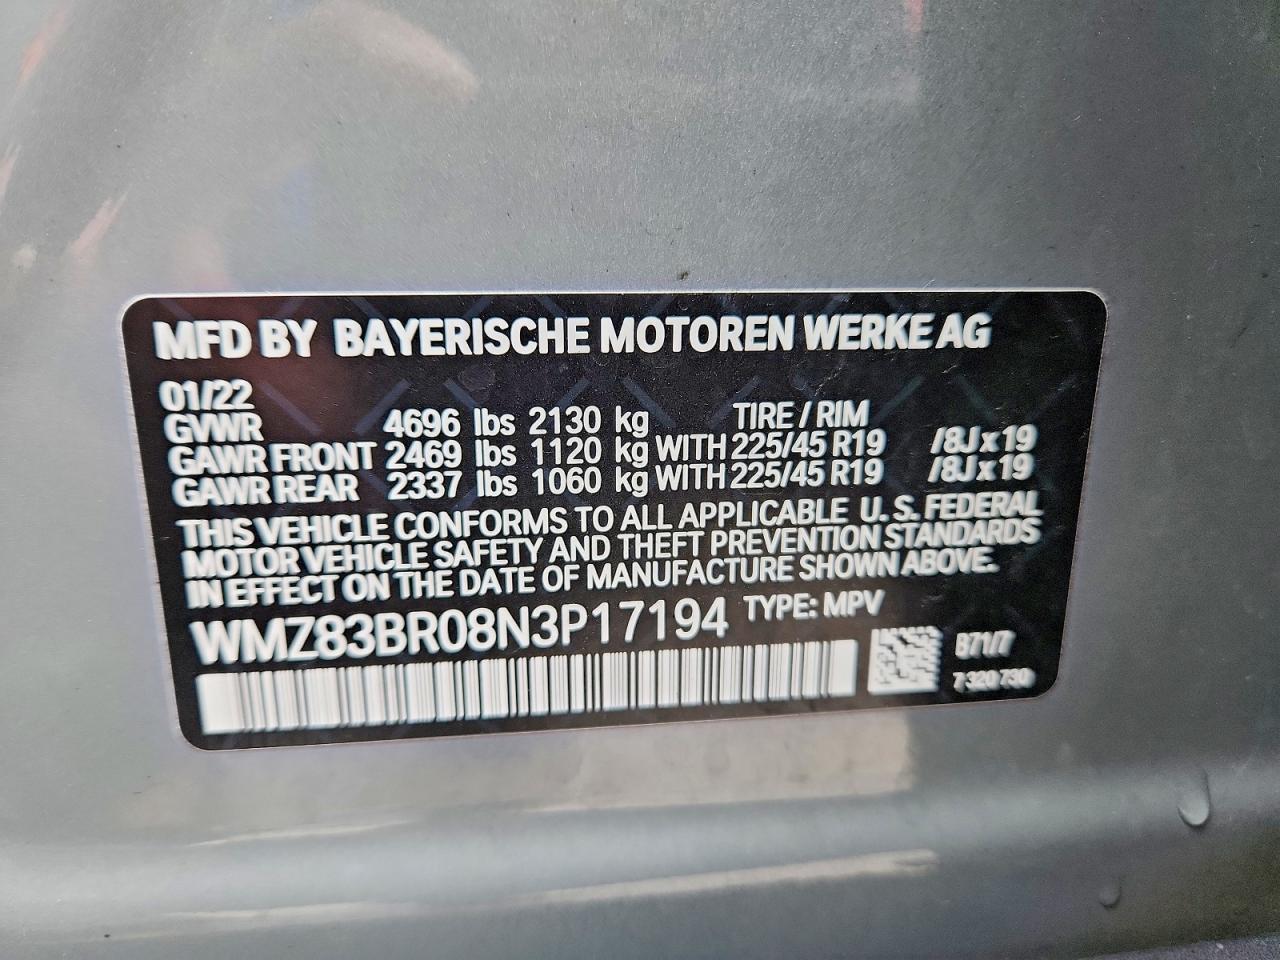 MFD BY BAYERISCHE MOTOREN WERKE AG
01/22
GVWR 4696 lbs 2130 kg TIRE / RIM
GAWR FRONT 2469 lbs 1120 kg WITH 225/45 R19 /8J x 19
GAWR REAR 2337 lbs 1060 kg WITH 225/45 R19 /8J x 19
THIS VEHICLE CONFORMS TO ALL APPLICABLE U. S. FEDERAL
MOTOR VEHICLE SAFETY AND THEFT PREVENTION STANDARDS
IN EFFECT ON THE DATE OF MANUFACTURE SHOWN ABOVE.
WMZ83BR08N3P17194 TYPE: MPV
B71/7
7 320 730